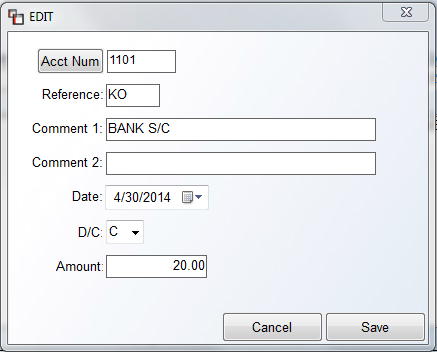 EDIT
Acct Num 1101
Reference: KO
Comment 1: BANK S/C
Comment 2:
Date: 4/30/2014
D/C: C
Amount: 20.00
Cancel Save